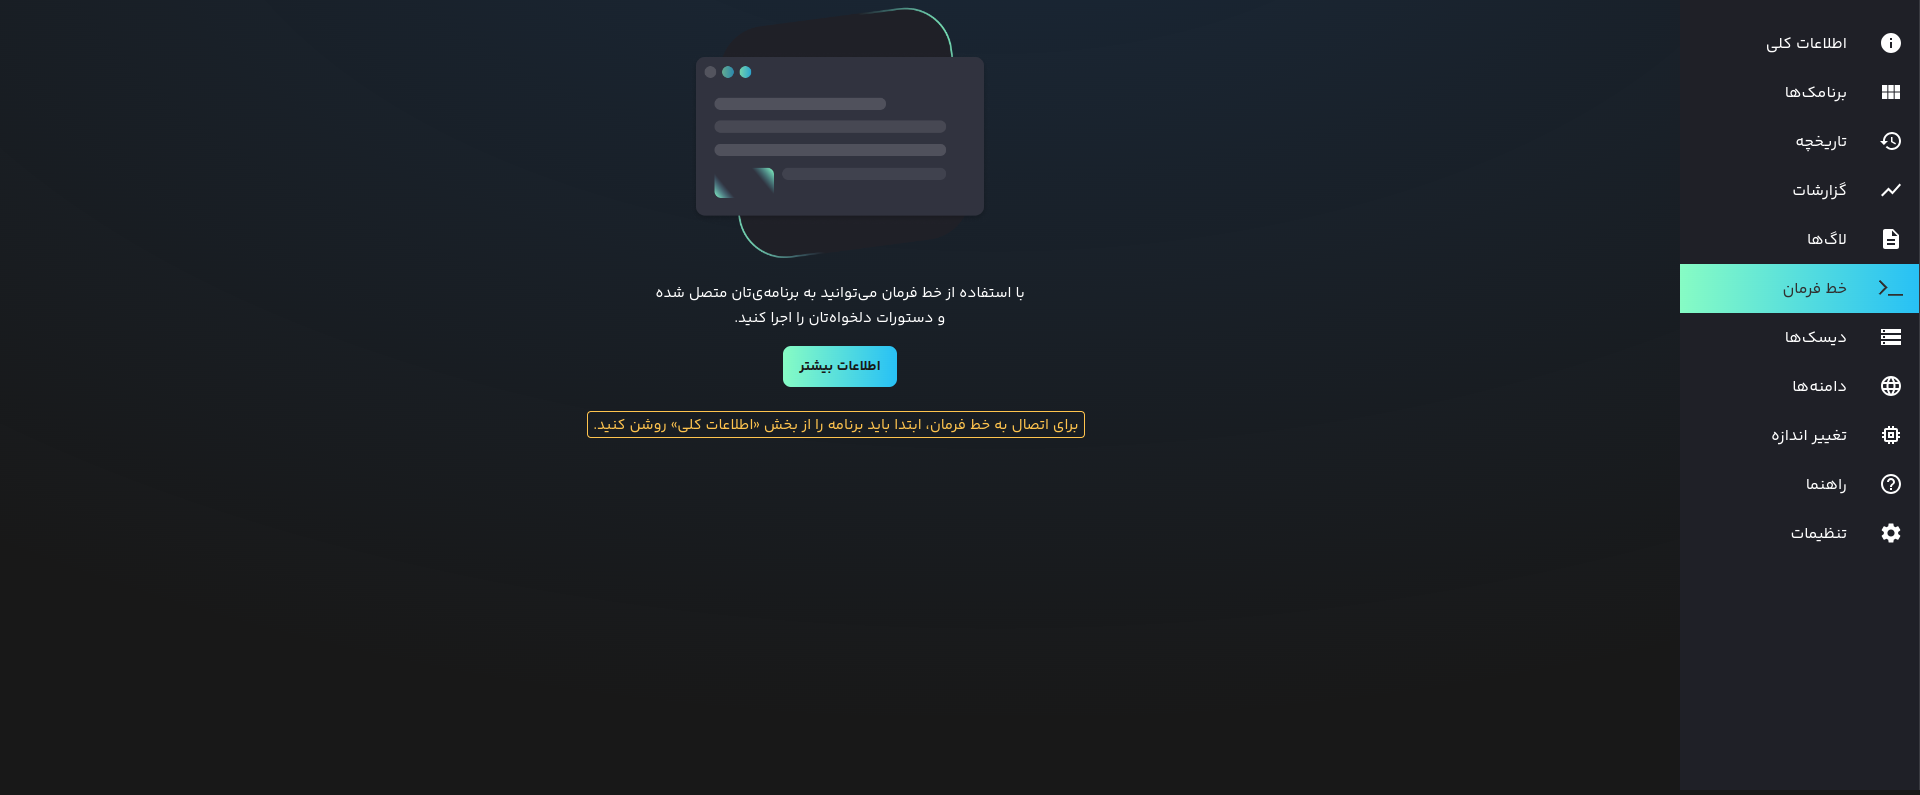 اطلاعات کلی
برنامک‌ها
تاریخچه
گزارشات
لاگ‌ها
خط فرمان
دیسک‌ها
دامنه‌ها
تغییر اندازه
راهنما
تنظیمات
با استفاده از خط فرمان می‌توانید به برنامه‌ی‌تان متصل شده
و دستورات دلخواه‌تان را اجرا کنید.
اطلاعات بیشتر
برای اتصال به خط فرمان، ابتدا باید برنامه را از بخش «اطلاعات کلی» روشن کنید.